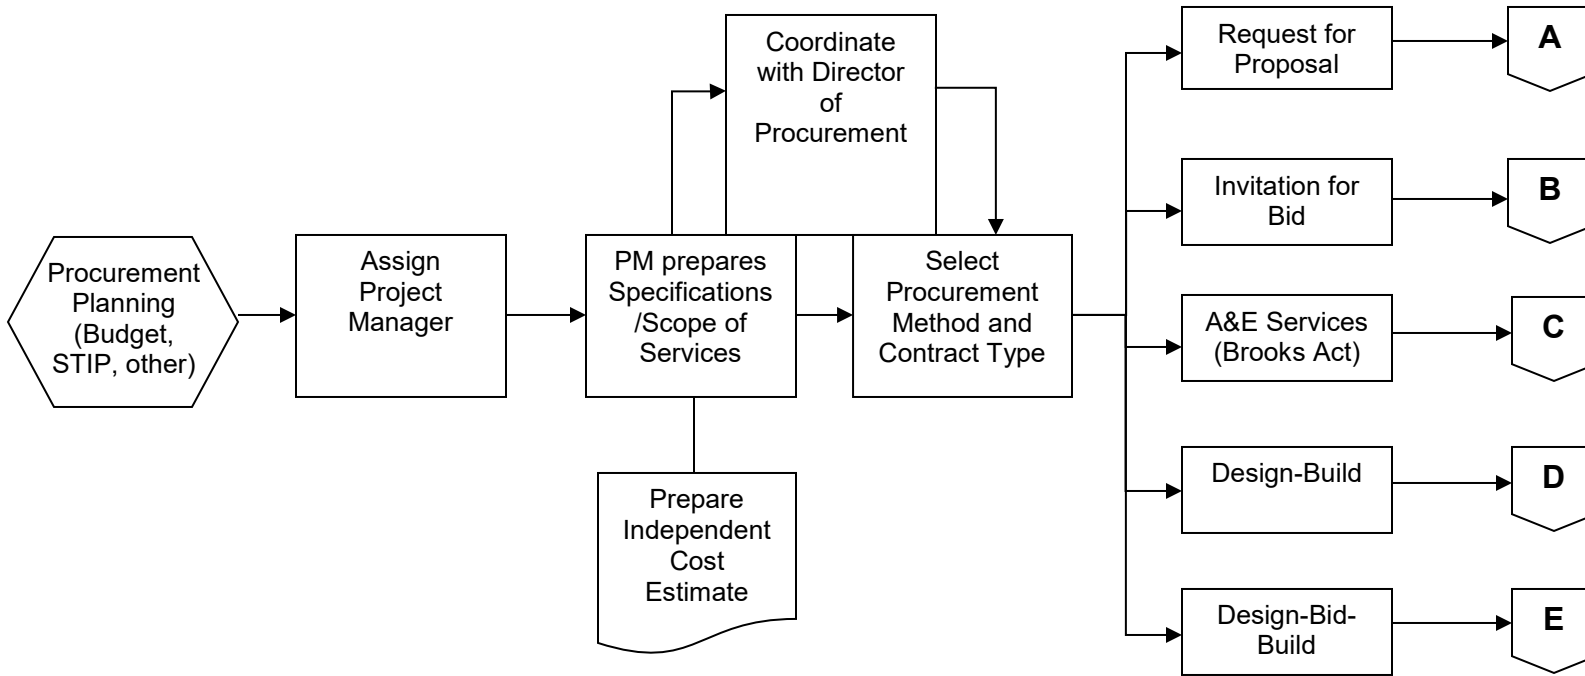 Procurement
Planning
(Budget,
STIP, other)
Assign
Project
Manager
PM prepares
Specifications
/Scope of
Services
Prepare
Independent
Cost
Estimate
Coordinate
with Director
of
Procurement
Select
Procurement
Method and
Contract Type
Request for
Proposal
A
Invitation for
Bid
B
A&E Services
(Brooks Act)
C
Design-Build
D
Design-Bid-
Build
E